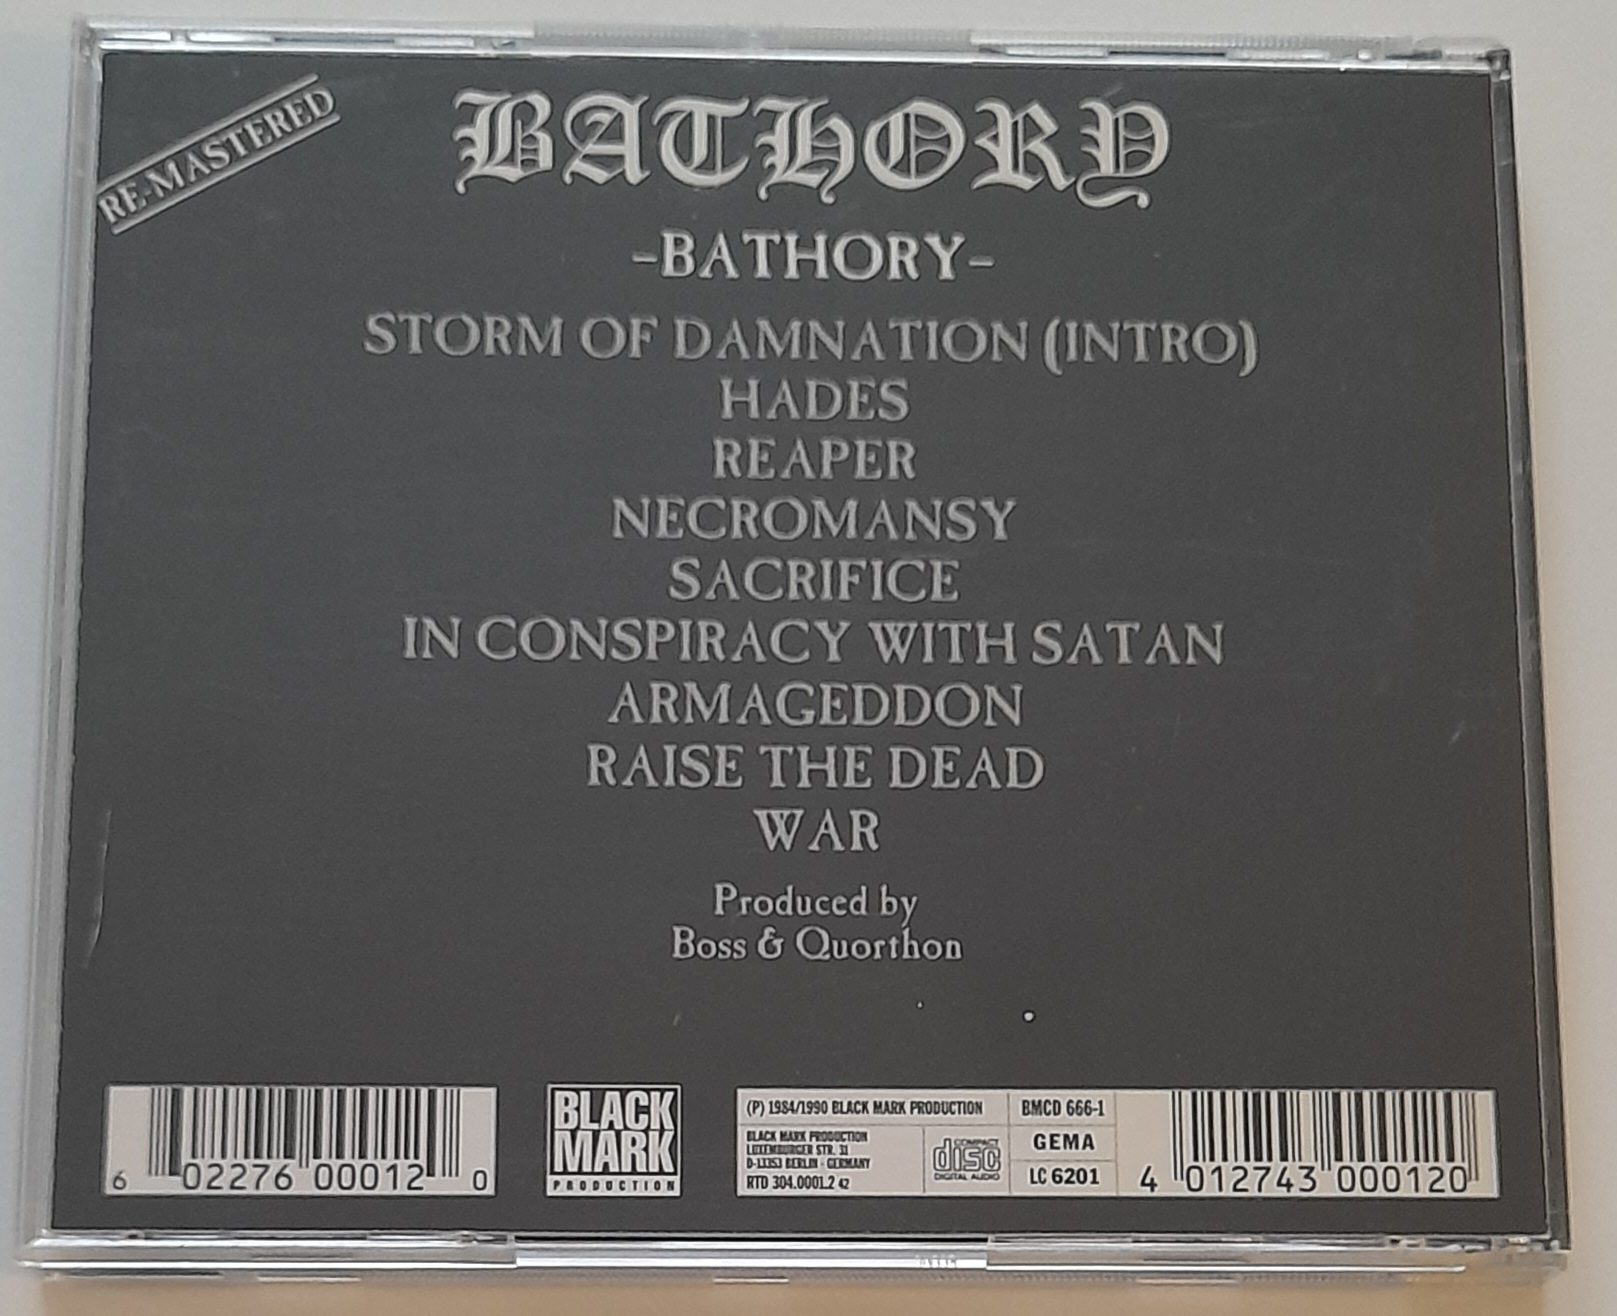 RE-MASTERED
BATHORY
-BATHORY-
STORM OF DAMNATION (INTRO)
HADES
REAPER
NECROMANSY
SACRIFICE
IN CONSPIRACY WITH SATAN
ARMAGEDDON
RAISE THE DEAD
WAR
Produced by
Boss & Quorthon
6 02276 00012 0
BLACK
MARK
PRODUCTION
(P) 1984/1990 BLACK MARK PRODUCTION
BLACK MARK PRODUCTION
LUXEMBURGER STR. 31
D-13353 BERLIN - GERMANY
RTD 304.0001.2 42
COMPACT
disc
DIGITAL AUDIO
BMCD 666-1
GEMA
LC 6201
4 012743 000120